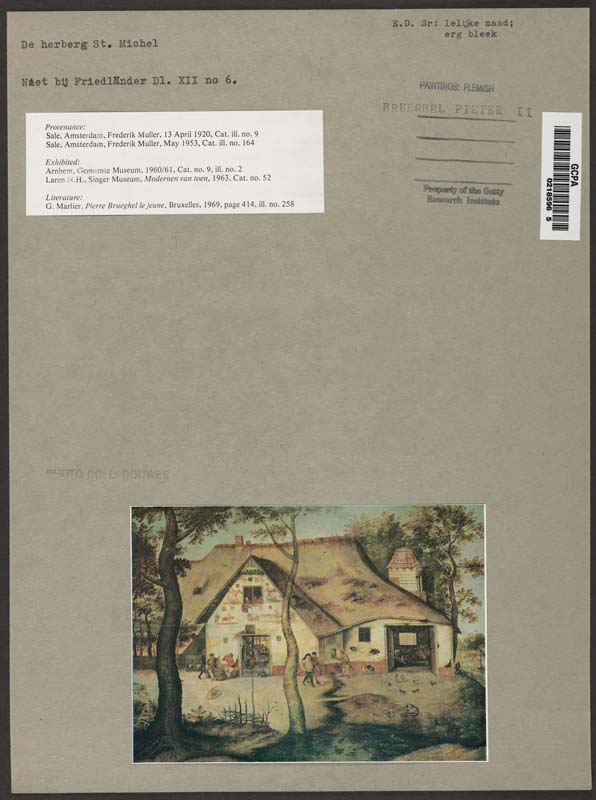 E.D. Sr: lelijke naad;
erg bleek
De herberg St. Michel
Niet bij Friedländer Dl. XII no 6.
PAINTINGS: FLEMISH
BRUEGHEL PIETER II
Property of the Getty
Research Institute
GCPA
0218596 5
Provenance:
Sale, Amsterdam, Frederik Muller, 13 April 1920, Cat. ill. no. 9
Sale, Amsterdam, Frederik Muller, May 1953, Cat. ill. no. 164
Exhibited:
Arnhem, Gemeente Museum, 1960/61, Cat. no. 9, ill. no. 2
Laren N.H., Singer Museum, Modernen van toen, 1963, Cat. no. 52
Literature:
G. Marlier, Pierre Brueghel le jeune, Bruxelles, 1969, page 414, ill. no. 258
PHOTO COLL. DOUWES